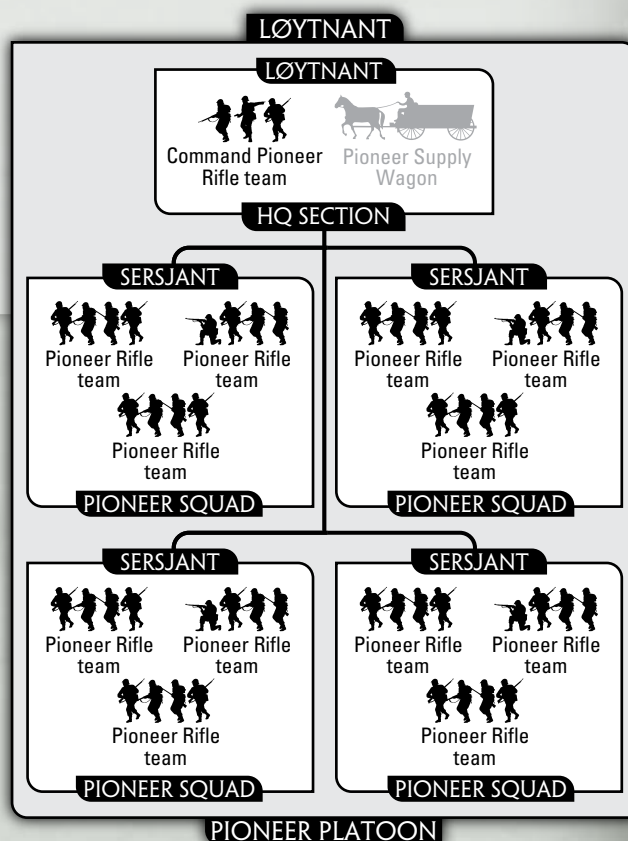 LØYTNANT
LØYTNANT
Command Pioneer
Rifle team
Pioneer Supply
Wagon
HQ SECTION
SERSJANT
Pioneer Rifle
team
Pioneer Rifle
team
Pioneer Rifle
team
PIONEER SQUAD
SERSJANT
Pioneer Rifle
team
Pioneer Rifle
team
Pioneer Rifle
team
PIONEER SQUAD
SERSJANT
Pioneer Rifle
team
Pioneer Rifle
team
Pioneer Rifle
team
PIONEER SQUAD
SERSJANT
Pioneer Rifle
team
Pioneer Rifle
team
Pioneer Rifle
team
PIONEER SQUAD
PIONEER PLATOON